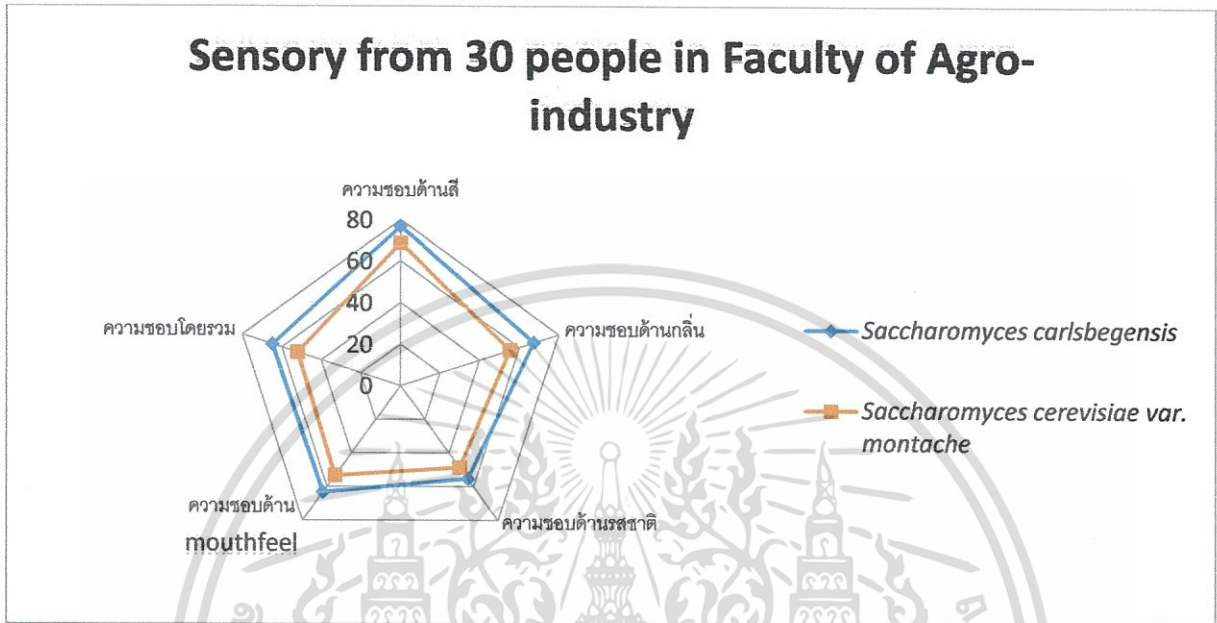 Sensory from 30 people in Faculty of Agro-
industry
ความชอบด้านสี
80
60
40
20
0
ความชอบด้านกลิ่น
ความชอบด้านรสชาติ
ความชอบด้าน
mouthfeel
ความชอบโดยรวม
Saccharomyces carlsbegensis
Saccharomyces cerevisiae var.
montache